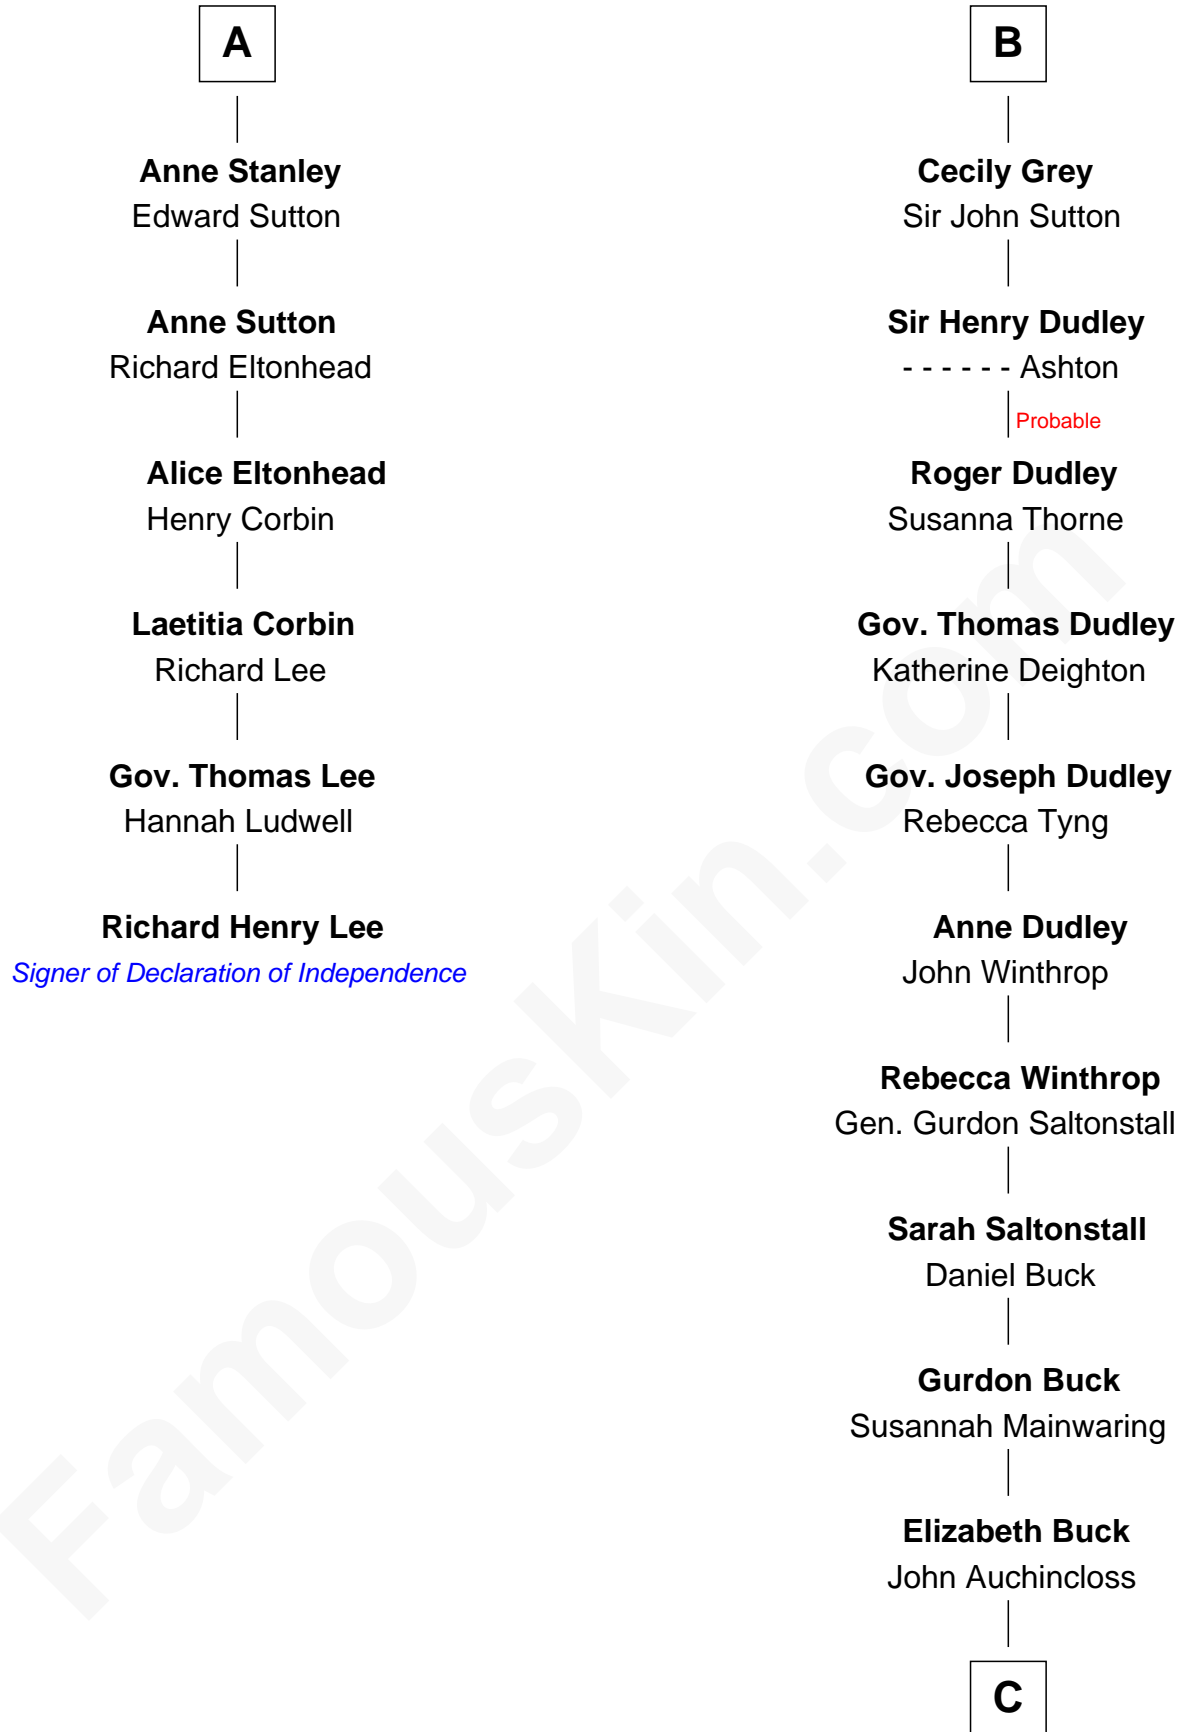 A
Anne Stanley
Edward Sutton
Anne Sutton
Richard Eltonhead
Alice Eltonhead
Henry Corbin
Laetitia Corbin
Richard Lee
Gov. Thomas Lee
Hannah Ludwell
Richard Henry Lee
Signer of Declaration of Independence
B
Cecily Grey
Sir John Sutton
Sir Henry Dudley
- - - - - - Ashton
Probable
Roger Dudley
Susanna Thorne
Gov. Thomas Dudley
Katherine Deighton
Gov. Joseph Dudley
Rebecca Tyng
Anne Dudley
John Winthrop
Rebecca Winthrop
Gen. Gurdon Saltonstall
Sarah Saltonstall
Daniel Buck
Gurdon Buck
Susannah Mainwaring
Elizabeth Buck
John Auchincloss
C
FamousKin.com